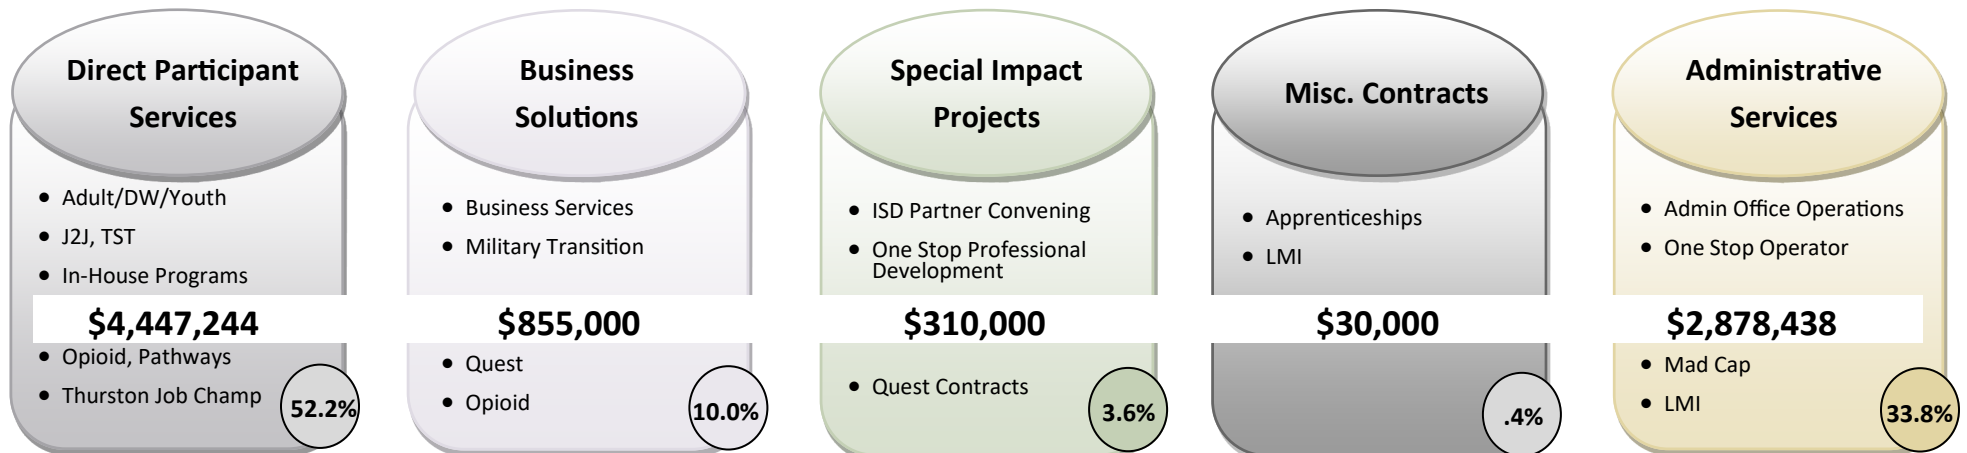 Direct Participant
Services
• Adult/DW/Youth
• J2J, TST
• In-House Programs
$4,447,244
• Opioid, Pathways
• Thurston Job Champ
52.2%
Business
Solutions
• Business Services
• Military Transition
$855,000
• Quest
• Opioid
10.0%
Special Impact
Projects
• ISD Partner Convening
• One Stop Professional
Development
$310,000
• Quest Contracts
3.6%
Misc. Contracts
• Apprenticeships
• LMI
$30,000
.4%
Administrative
Services
• Admin Office Operations
• One Stop Operator
$2,878,438
• Mad Cap
• LMI
33.8%